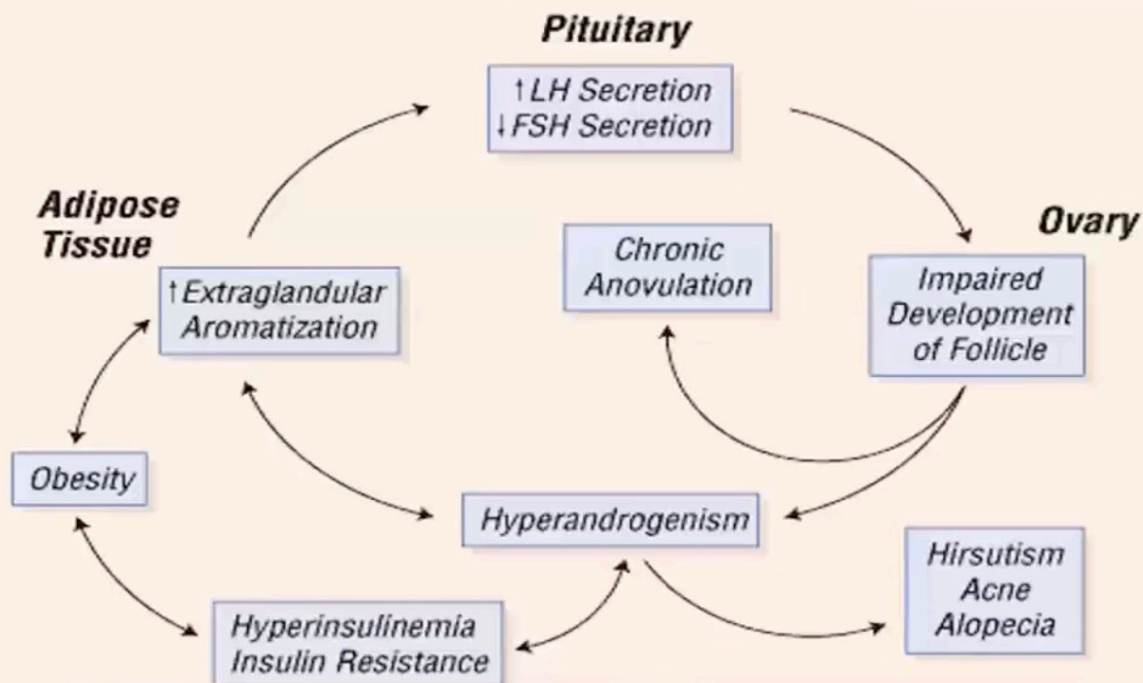 Pituitary
↑LH Secretion
↓FSH Secretion
Adipose
Tissue
Ovary
Chronic
Anovulation
Impaired
Development
of Follicle
↑Extraglandular
Aromatization
Obesity
Hyperandrogenism
Hirsutism
Acne
Alopecia
Hyperinsulinemia
Insulin Resistance